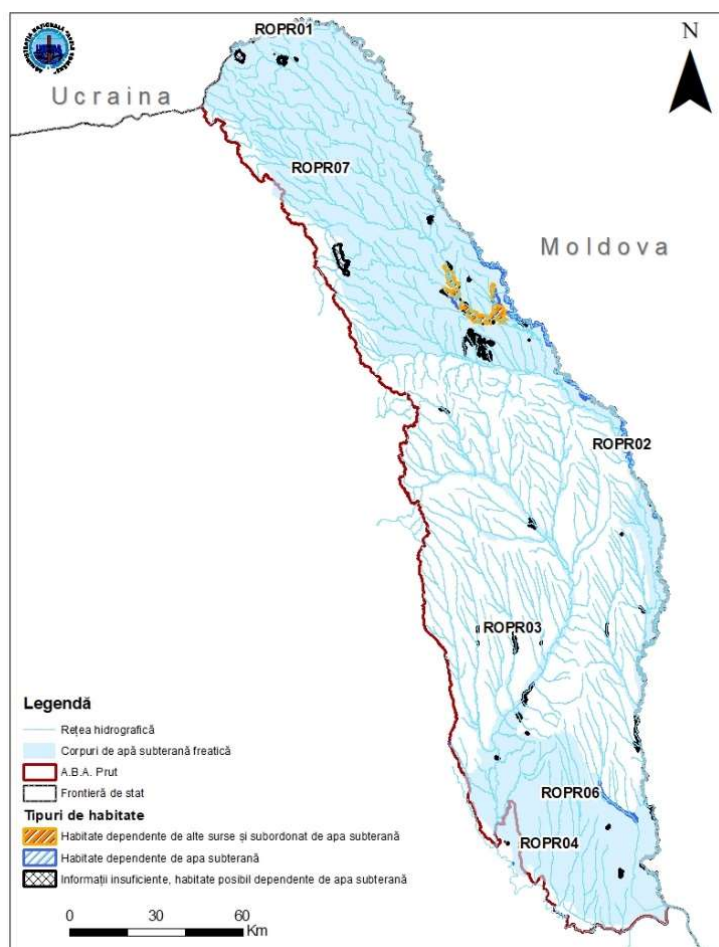 ROPR01
N
Ucraina
ROPR07
Moldova
ROPR02
ROPR03
Legendă
Rețea hidrografică
Corpuri de apă subterană freatică
A.B.A. Prut
Frontieră de stat
ROPR06
Tipuri de habitate
Habitate dependente de alte surse și subordonat de apa subterană
ROPR04
Habitate dependente de apa subterană
Informații insuficiente, habitate posibil dependente de apa subterană
0 30 60
Km